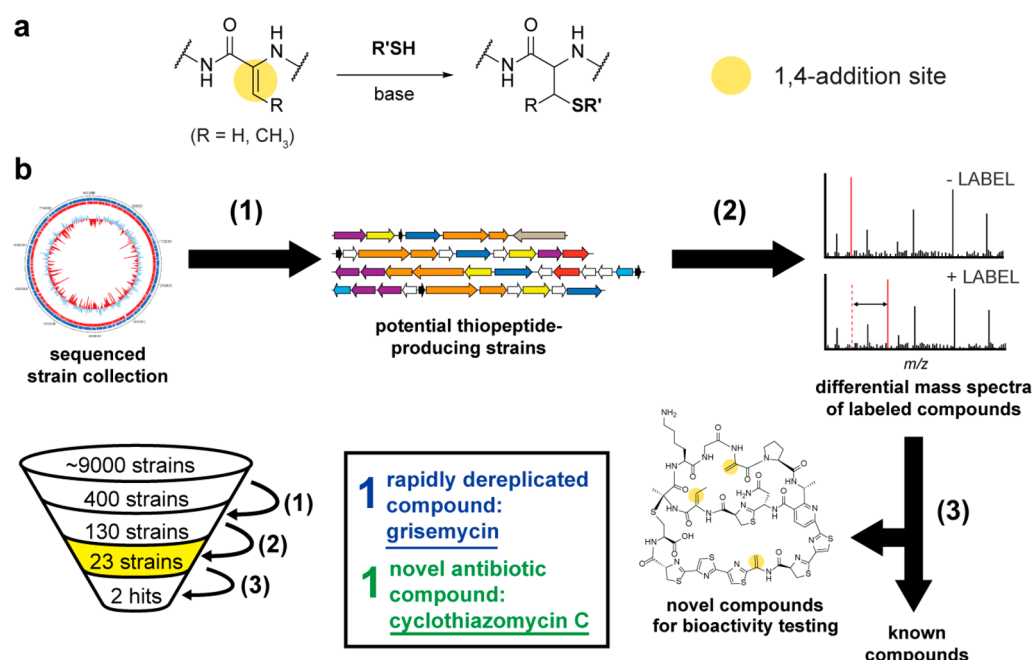 a
O
H
N
N
H
R
(R = H, CH3)
R'SH
base
O
H
N
N
H
R
SR'
1,4-addition site
b
(1)
(2)
- LABEL
+ LABEL
m/z
sequenced
strain collection
potential thiopeptide-
producing strains
differential mass spectra
of labeled compounds
~9000 strains
400 strains
130 strains
23 strains
2 hits
(1)
(2)
(3)
1 rapidly dereplicated
compound:
grisemycin
1 novel antibiotic
compound:
cyclothiazomycin C
NH2
novel compounds
for bioactivity testing
(3)
known
compounds